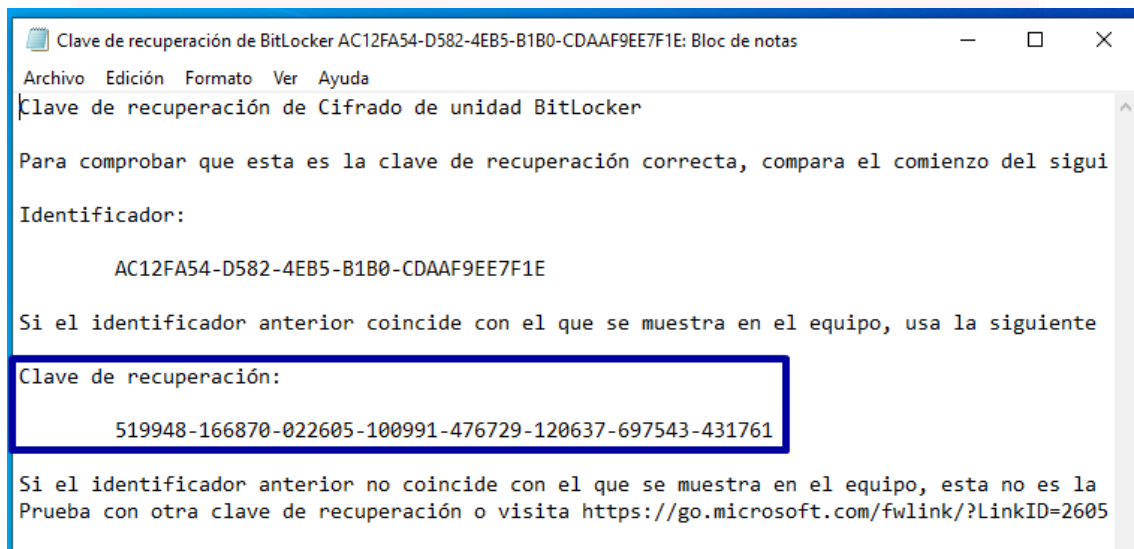 Clave de recuperación de BitLocker AC12FA54-D582-4EB5-B1B0-CDAAF9EE7F1E: Bloc de notas
Archivo Edición Formato Ver Ayuda
Clave de recuperación de Cifrado de unidad BitLocker
Para comprobar que esta es la clave de recuperación correcta, compara el comienzo del sigui
Identificador:
AC12FA54-D582-4EB5-B1B0-CDAAF9EE7F1E
Si el identificador anterior coincide con el que se muestra en el equipo, usa la siguiente
Clave de recuperación:
519948-166870-022605-100991-476729-120637-697543-431761
Si el identificador anterior no coincide con el que se muestra en el equipo, esta no es la
Prueba con otra clave de recuperación o visita https://go.microsoft.com/fwlink/?LinkID=2605